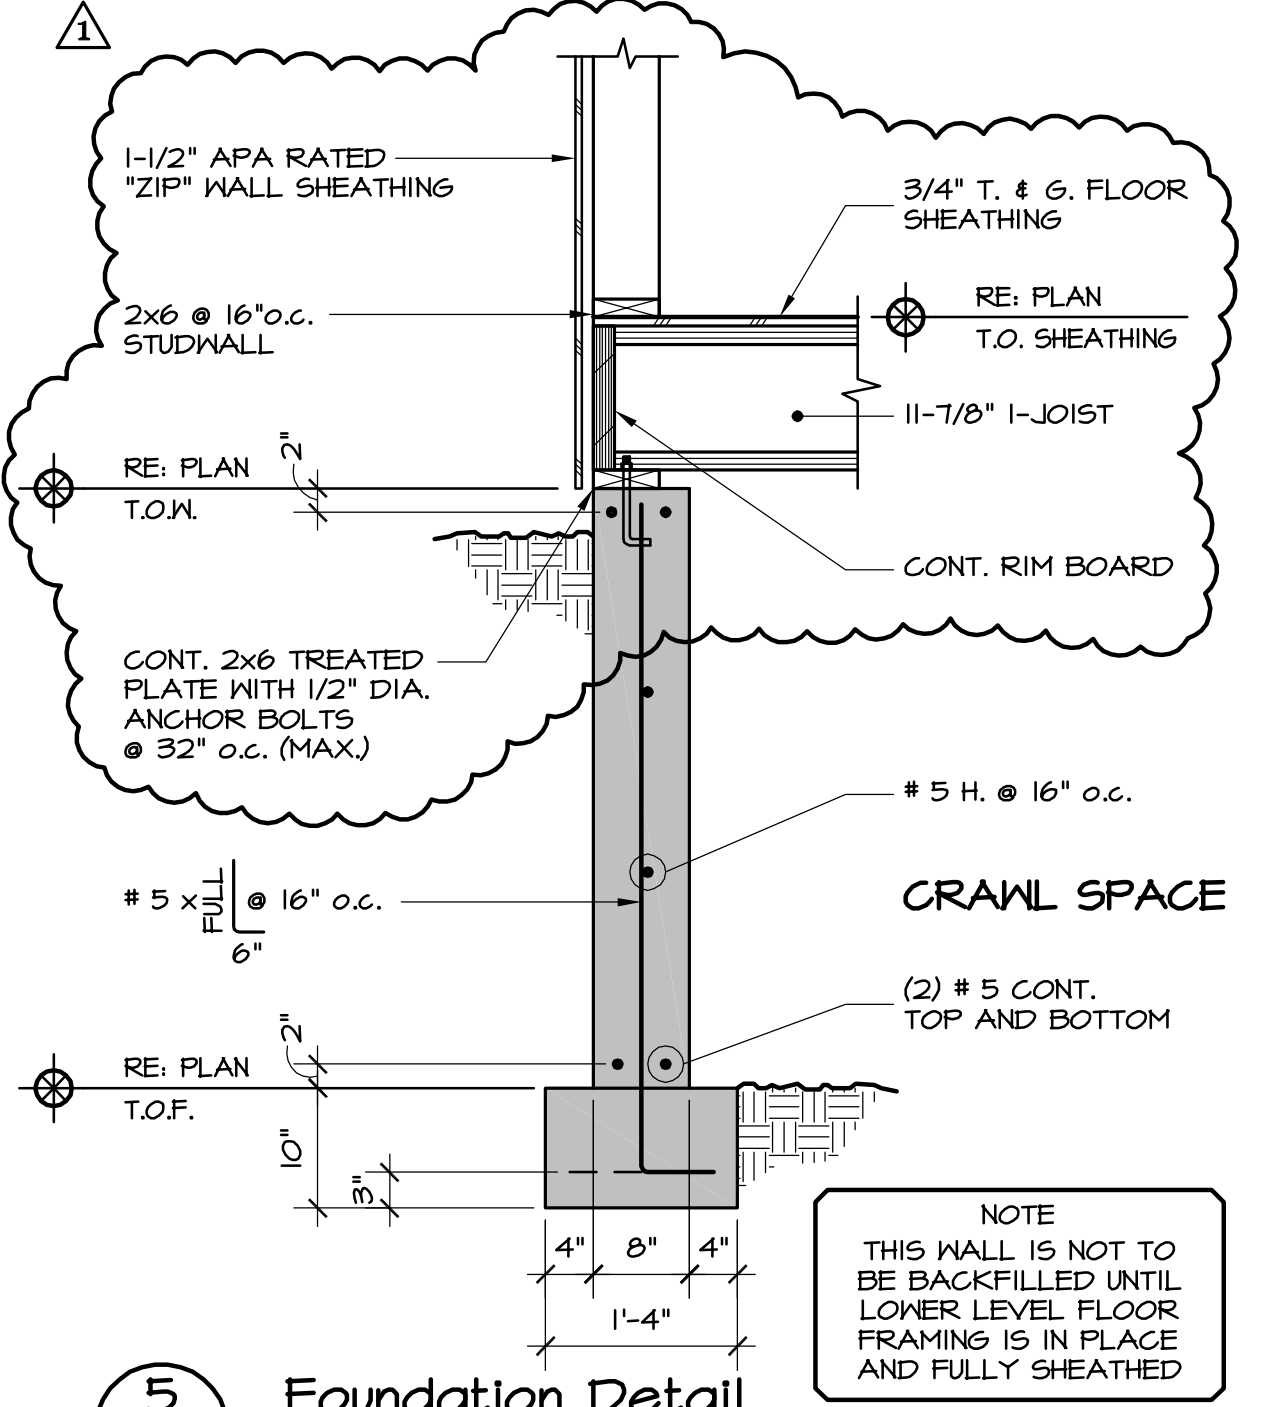 1
1-1/2" APA RATED
"ZIP" WALL SHEATHING
3/4" T. & G. FLOOR
SHEATHING
2x6 @ 16"o.c.
STUDWALL
RE: PLAN
T.O. SHEATHING
11-7/8" I-JOIST
2"
RE: PLAN
T.O.W.
CONT. RIM BOARD
CONT. 2x6 TREATED
PLATE WITH 1/2" DIA.
ANCHOR BOLTS
@ 32" o.c. (MAX.)
# 5 H. @ 16" o.c.
# 5 x FULL @ 16" o.c.
6"
CRAWL SPACE
(2) # 5 CONT.
TOP AND BOTTOM
2"
RE: PLAN
T.O.F.
10"
3"
4" 8" 4"
1'-4"
NOTE
THIS WALL IS NOT TO
BE BACKFILLED UNTIL
LOWER LEVEL FLOOR
FRAMING IS IN PLACE
AND FULLY SHEATHED
5 Foundation Detail